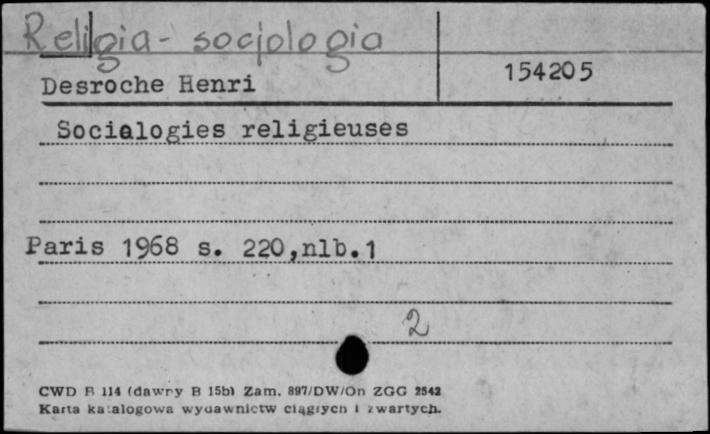 Religia - socjologia
Desroche Henri
154205
Socialogies religieuses
Paris 1968 s. 220,nlb.1
2
CWD B 114 (dawny B 15b) Zam. 897/DW/On ZGG 2542
Karta katalogowa wydawnictw ciągłych i zwartych.